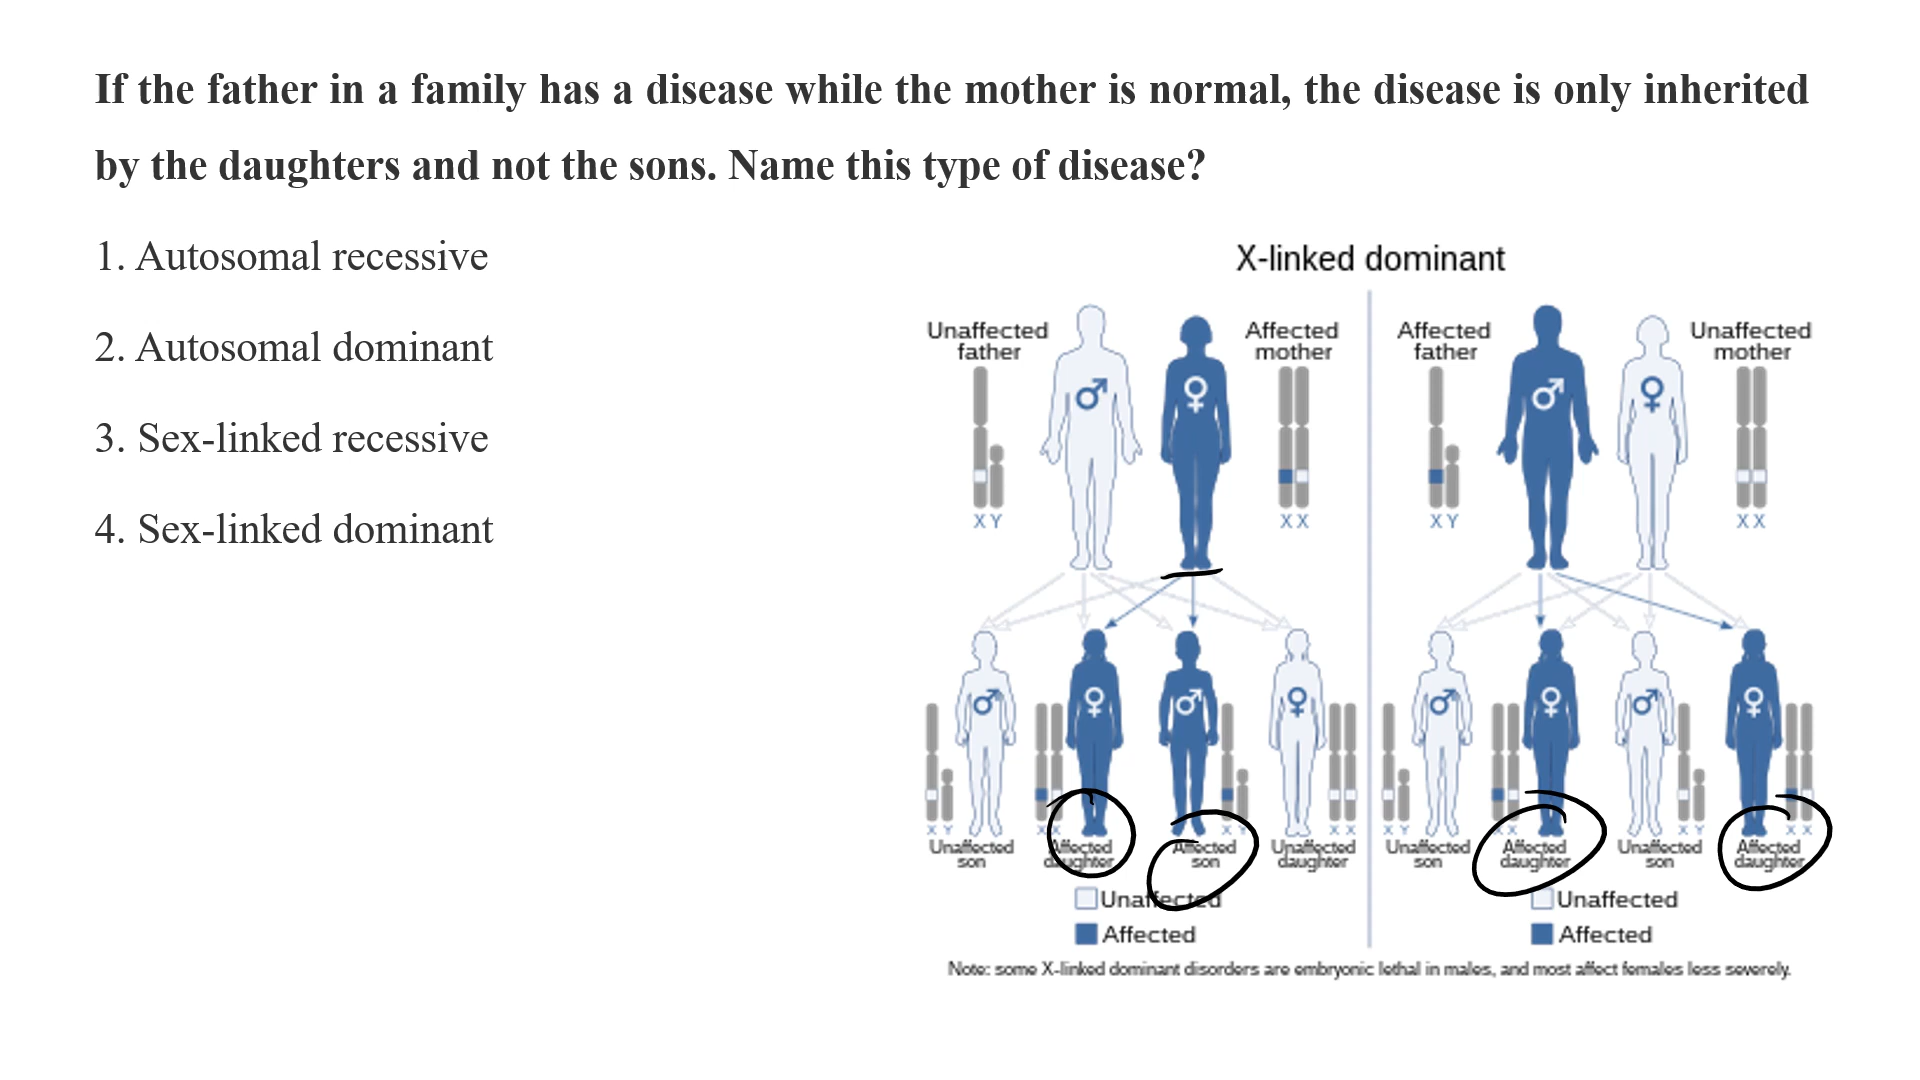 If the father in a family has a disease while the mother is normal, the disease is only inherited
by the daughters and not the sons. Name this type of disease?
1. Autosomal recessive
2. Autosomal dominant
3. Sex-linked recessive
4. Sex-linked dominant
X-linked dominant
Unaffected
father
Affected
mother
Affected
father
Unaffected
mother
X Y
X X
X Y
X X
X Y
X X
X Y
X X
X Y
X X
X Y
X X
Unaffected
son
Affected
daughter
Affected
son
Unaffected
daughter
Unaffected
son
Affected
daughter
Unaffected
son
Affected
daughter
Unaffected
Affected
Unaffected
Affected
Note: some X-linked dominant disorders are embryonic lethal in males, and most affect females less severely.